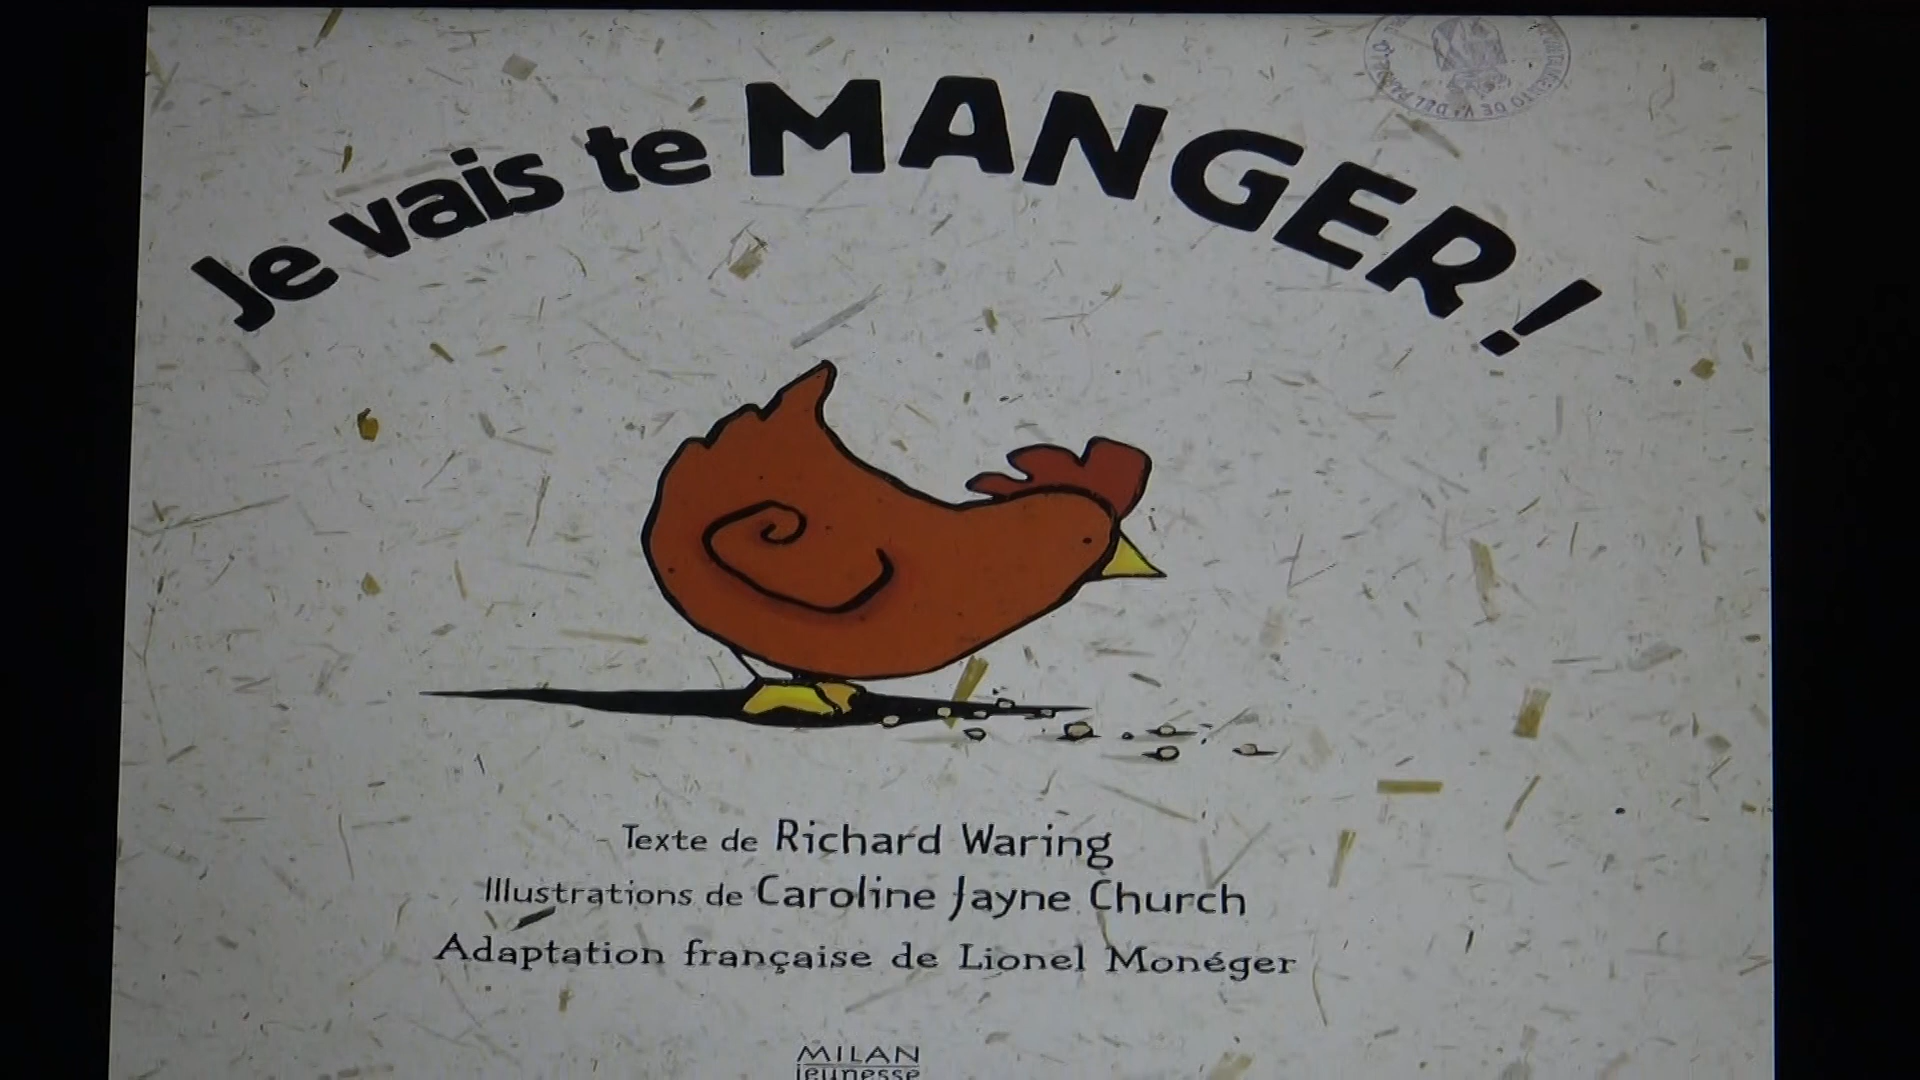 Je vais te MANGER !
Texte de Richard Waring
Illustrations de Caroline Jayne Church
Adaptation française de Lionel Monéger
MILAN
jeunesse